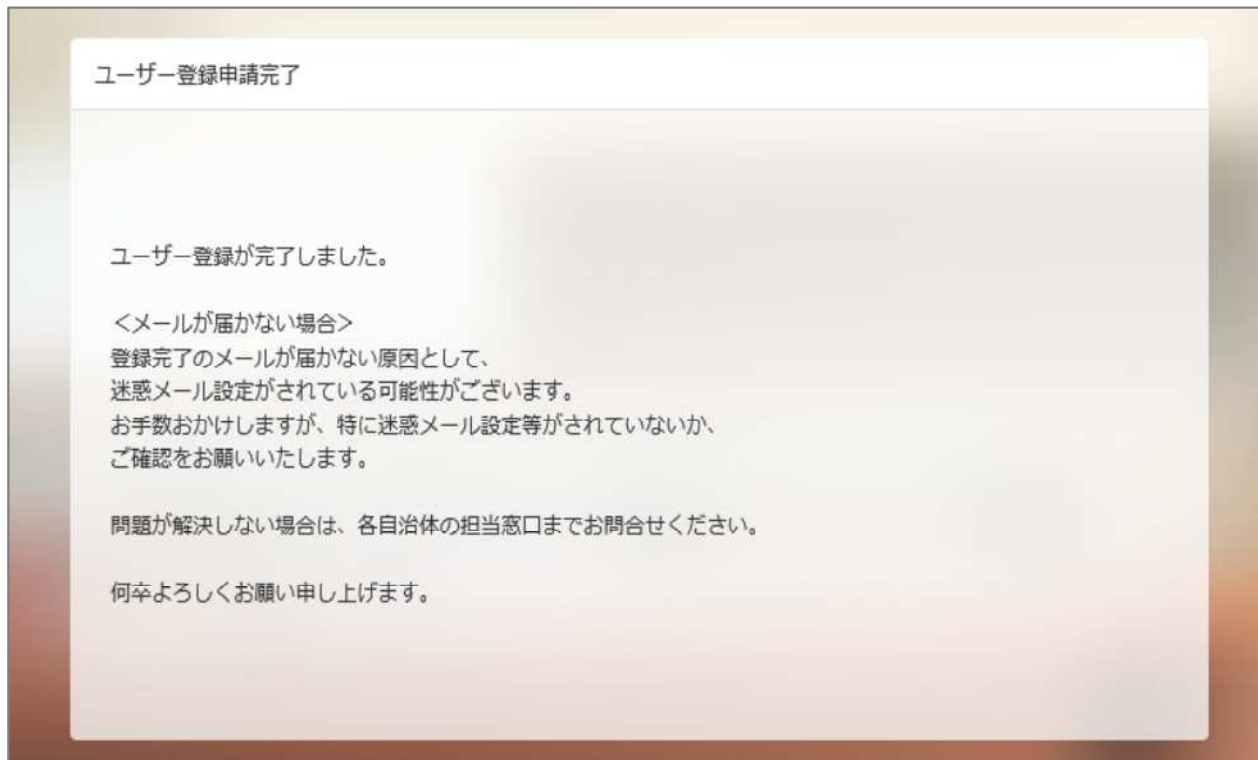 ユーザー登録申請完了
ユーザー登録が完了しました。
＜メールが届かない場合＞
登録完了のメールが届かない原因として、
迷惑メール設定がされている可能性がございます。
お手数おかけしますが、特に迷惑メール設定等がされていないか、
ご確認をお願いいたします。
問題が解決しない場合は、各自治体の担当窓口までお問合せください。
何卒よろしくお願い申し上げます。